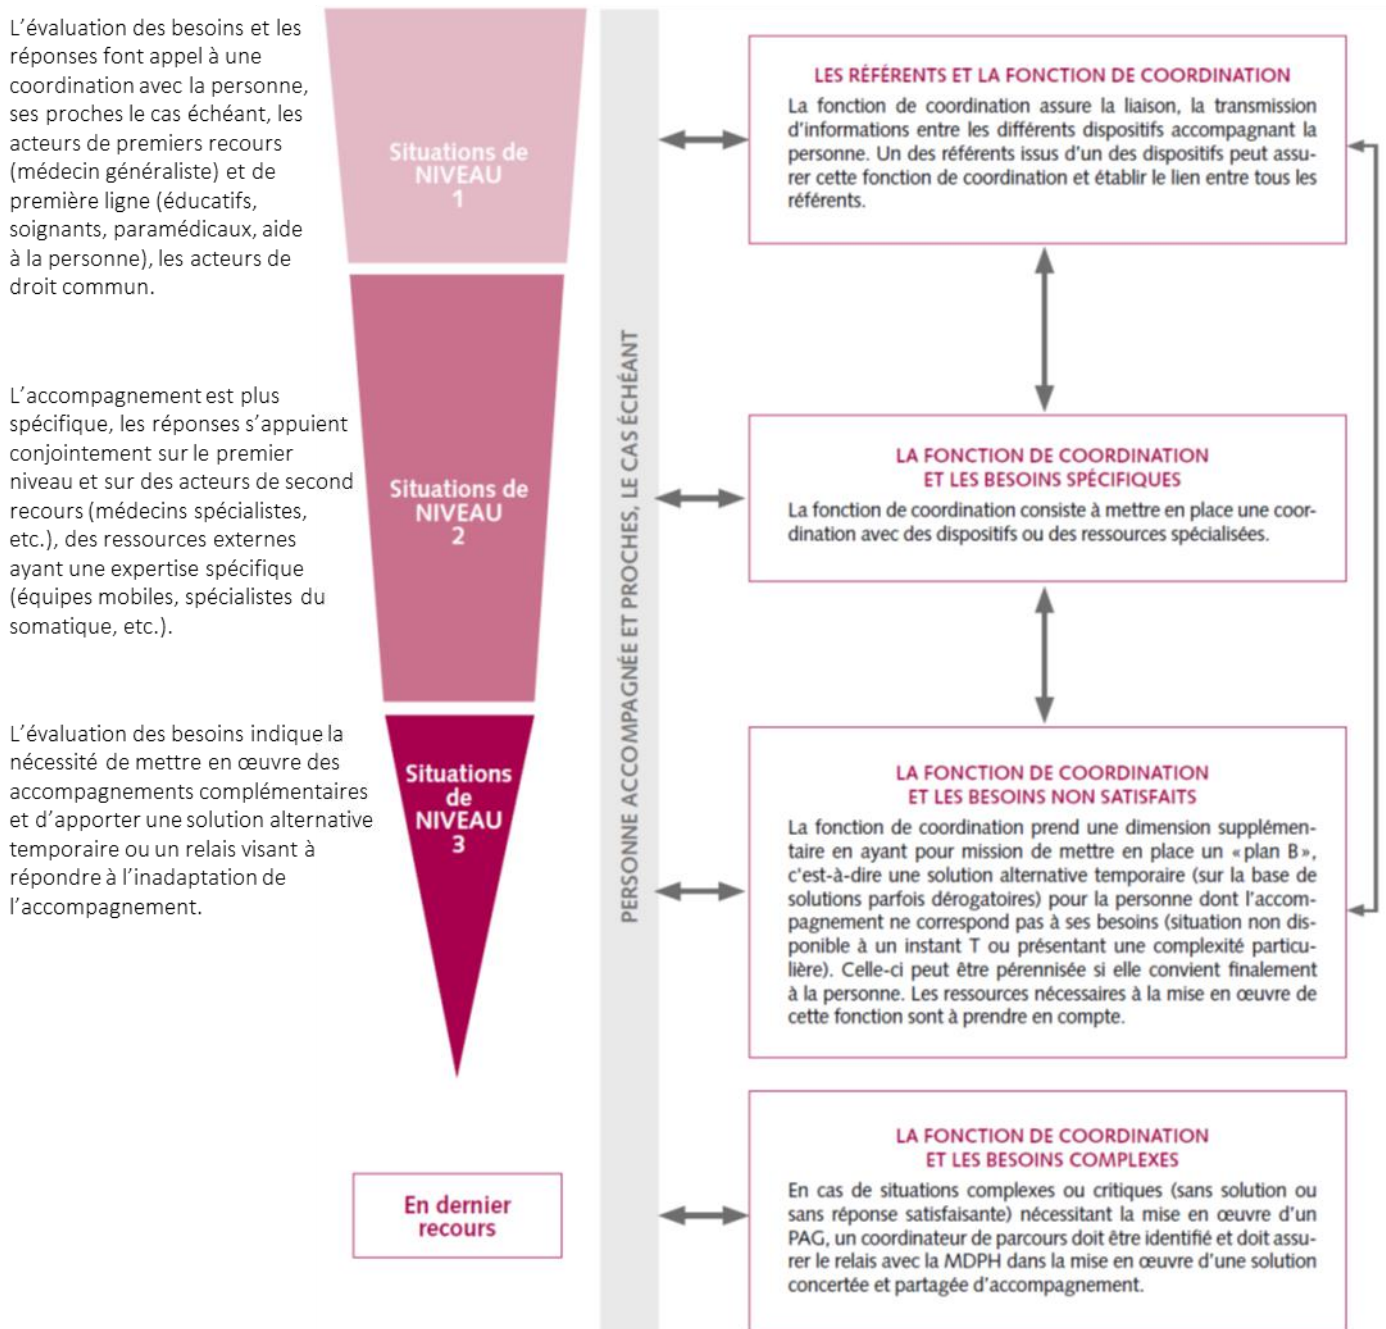 L'évaluation des besoins et les
réponses font appel à une
coordination avec la personne,
ses proches le cas échéant, les
acteurs de premiers recours
(médecin généraliste) et de
première ligne (éducatifs,
soignants, paramédicaux, aide
à la personne), les acteurs de
droit commun.
Situations de
NIVEAU
1
LES RÉFÉRENTS ET LA FONCTION DE COORDINATION
La fonction de coordination assure la liaison, la transmission
d'informations entre les différents dispositifs accompagnant la
personne. Un des référents issus d'un des dispositifs peut assu-
rer cette fonction de coordination et établir le lien entre tous les
référents.
PERSONNE ACCOMPAGNÉE ET PROCHES, LE CAS ÉCHÉANT
L'accompagnement est plus
spécifique, les réponses s'appuient
conjointement sur le premier
niveau et sur des acteurs de second
recours (médecins spécialistes,
etc.), des ressources externes
ayant une expertise spécifique
(équipes mobiles, spécialistes du
somatique, etc.).
Situations de
NIVEAU
2
LA FONCTION DE COORDINATION
ET LES BESOINS SPÉCIFIQUES
La fonction de coordination consiste à mettre en place une coor-
dination avec des dispositifs ou des ressources spécialisées.
L'évaluation des besoins indique la
nécessité de mettre en œuvre des
accompagnements complémentaires
et d'apporter une solution alternative
temporaire ou un relais visant à
répondre à l'inadaptation de
l'accompagnement.
Situations
de
NIVEAU
3
LA FONCTION DE COORDINATION
ET LES BESOINS NON SATISFAITS
La fonction de coordination prend une dimension supplémen-
taire en ayant pour mission de mettre en place un «plan B»,
c'est-à-dire une solution alternative temporaire (sur la base de
solutions parfois dérogatoires) pour la personne dont l'accom-
pagnement ne correspond pas à ses besoins (situation non dis-
ponible à un instant T ou présentant une complexité particu-
lière). Celle-ci peut être pérennisée si elle convient finalement
à la personne. Les ressources nécessaires à la mise en œuvre de
cette fonction sont à prendre en compte.
En dernier
recours
LA FONCTION DE COORDINATION
ET LES BESOINS COMPLEXES
En cas de situations complexes ou critiques (sans solution ou
sans réponse satisfaisante) nécessitant la mise en œuvre d'un
PAG, un coordinateur de parcours doit être identifié et doit assu-
rer le relais avec la MDPH dans la mise en œuvre d'une solution
concertée et partagée d'accompagnement.